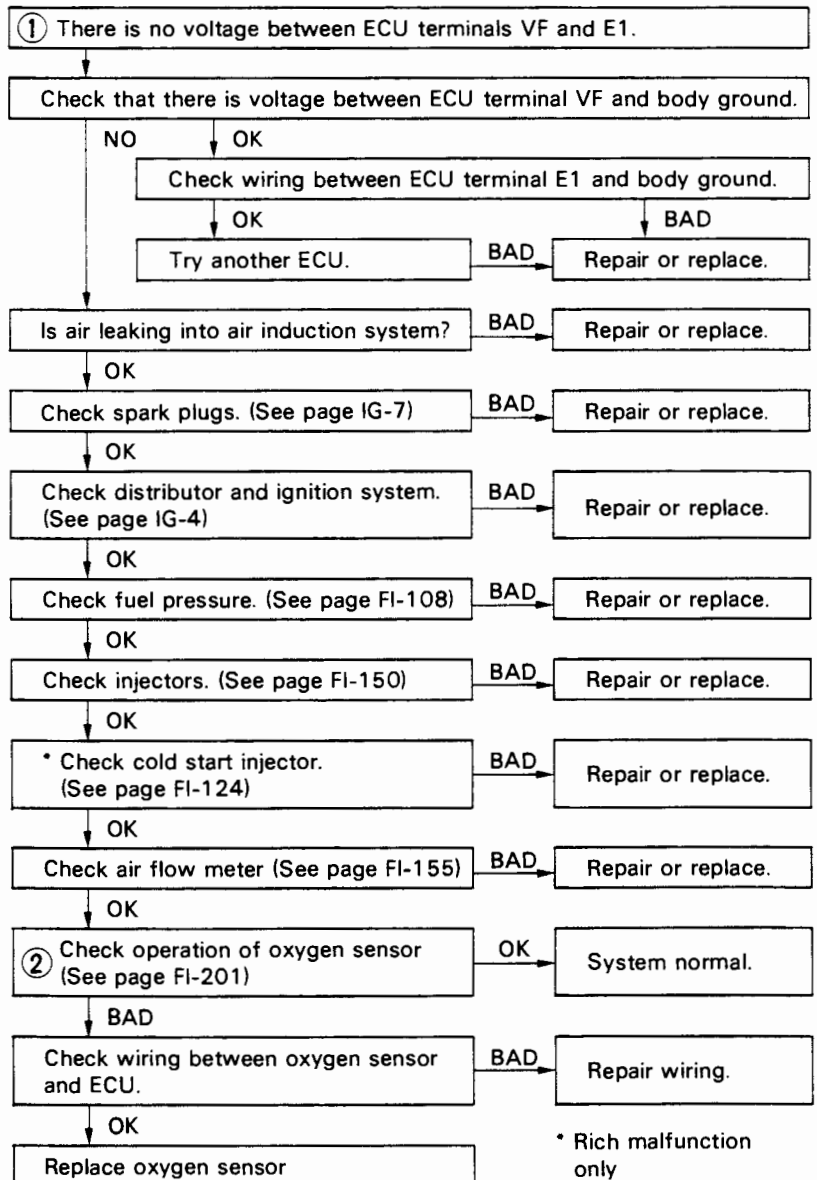 ① There is no voltage between ECU terminals VF and E1.
Check that there is voltage between ECU terminal VF and body ground.
NO
OK
Check wiring between ECU terminal E1 and body ground.
OK
BAD
Try another ECU.
BAD
Repair or replace.
Is air leaking into air induction system?
BAD
Repair or replace.
OK
Check spark plugs. (See page IG-7)
BAD
Repair or replace.
OK
Check distributor and ignition system.
(See page IG-4)
BAD
Repair or replace.
OK
Check fuel pressure. (See page FI-108)
BAD
Repair or replace.
OK
Check injectors. (See page FI-150)
BAD
Repair or replace.
OK
* Check cold start injector.
(See page FI-124)
BAD
Repair or replace.
OK
Check air flow meter (See page FI-155)
BAD
Repair or replace.
OK
② Check operation of oxygen sensor
(See page FI-201)
OK
System normal.
BAD
Check wiring between oxygen sensor
and ECU.
BAD
Repair wiring.
OK
Replace oxygen sensor
* Rich malfunction
only